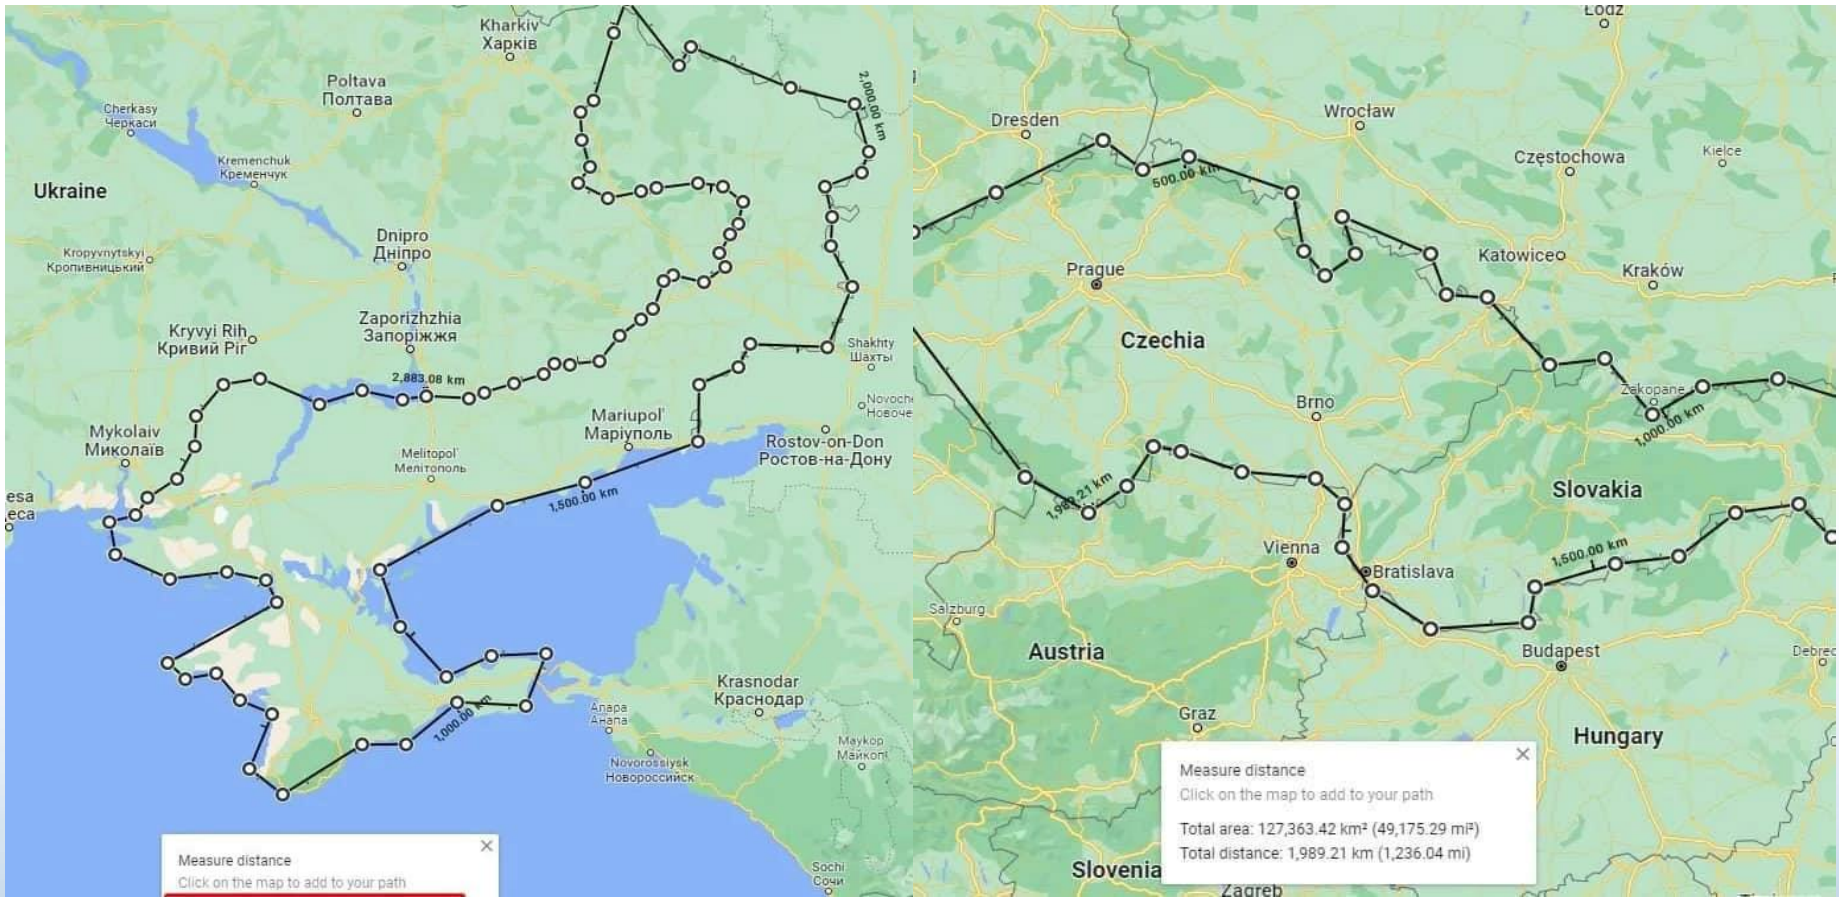 Kharkiv
Харків
Poltava
Полтава
Cherkasy
Черкаси
Kremenchuk
Кременчук
Ukraine
2,000.00 km
Dnipro
Дніпро
Kropyvnytskyi
Кропивницький
Zaporizhzhia
Запоріжжя
Kryvyi Rih
Кривий Ріг
Shakhty
Шахты
2,883.08 km
Novoch
Новоче
Mariupol'
Маріуполь
Mykolaiv
Миколаїв
Rostov-on-Don
Ростов-на-Дону
Melitopol'
Мелітополь
esa
еса
1,500.00 km
Krasnodar
Краснодар
1,000.00 km
Anapa
Анапа
Maykop
Майкоп
Novorossiysk
Новороссийск
Sochi
Сочи
Measure distance
Click on the map to add to your path
Łódź
Wrocław
Dresden
Częstochowa
Kielce
500.00 km
Katowice
Kraków
Prague
Czechia
Zakopane
Brno
1,000.00 km
1,989.21 km
Slovakia
Vienna
1,500.00 km
Bratislava
Salzburg
Austria
Budapest
Debrec
Graz
Hungary
Measure distance
Click on the map to add to your path
Total area: 127,363.42 km² (49,175.29 mi²)
Total distance: 1,989.21 km (1,236.04 mi)
Slovenia
Zagreb